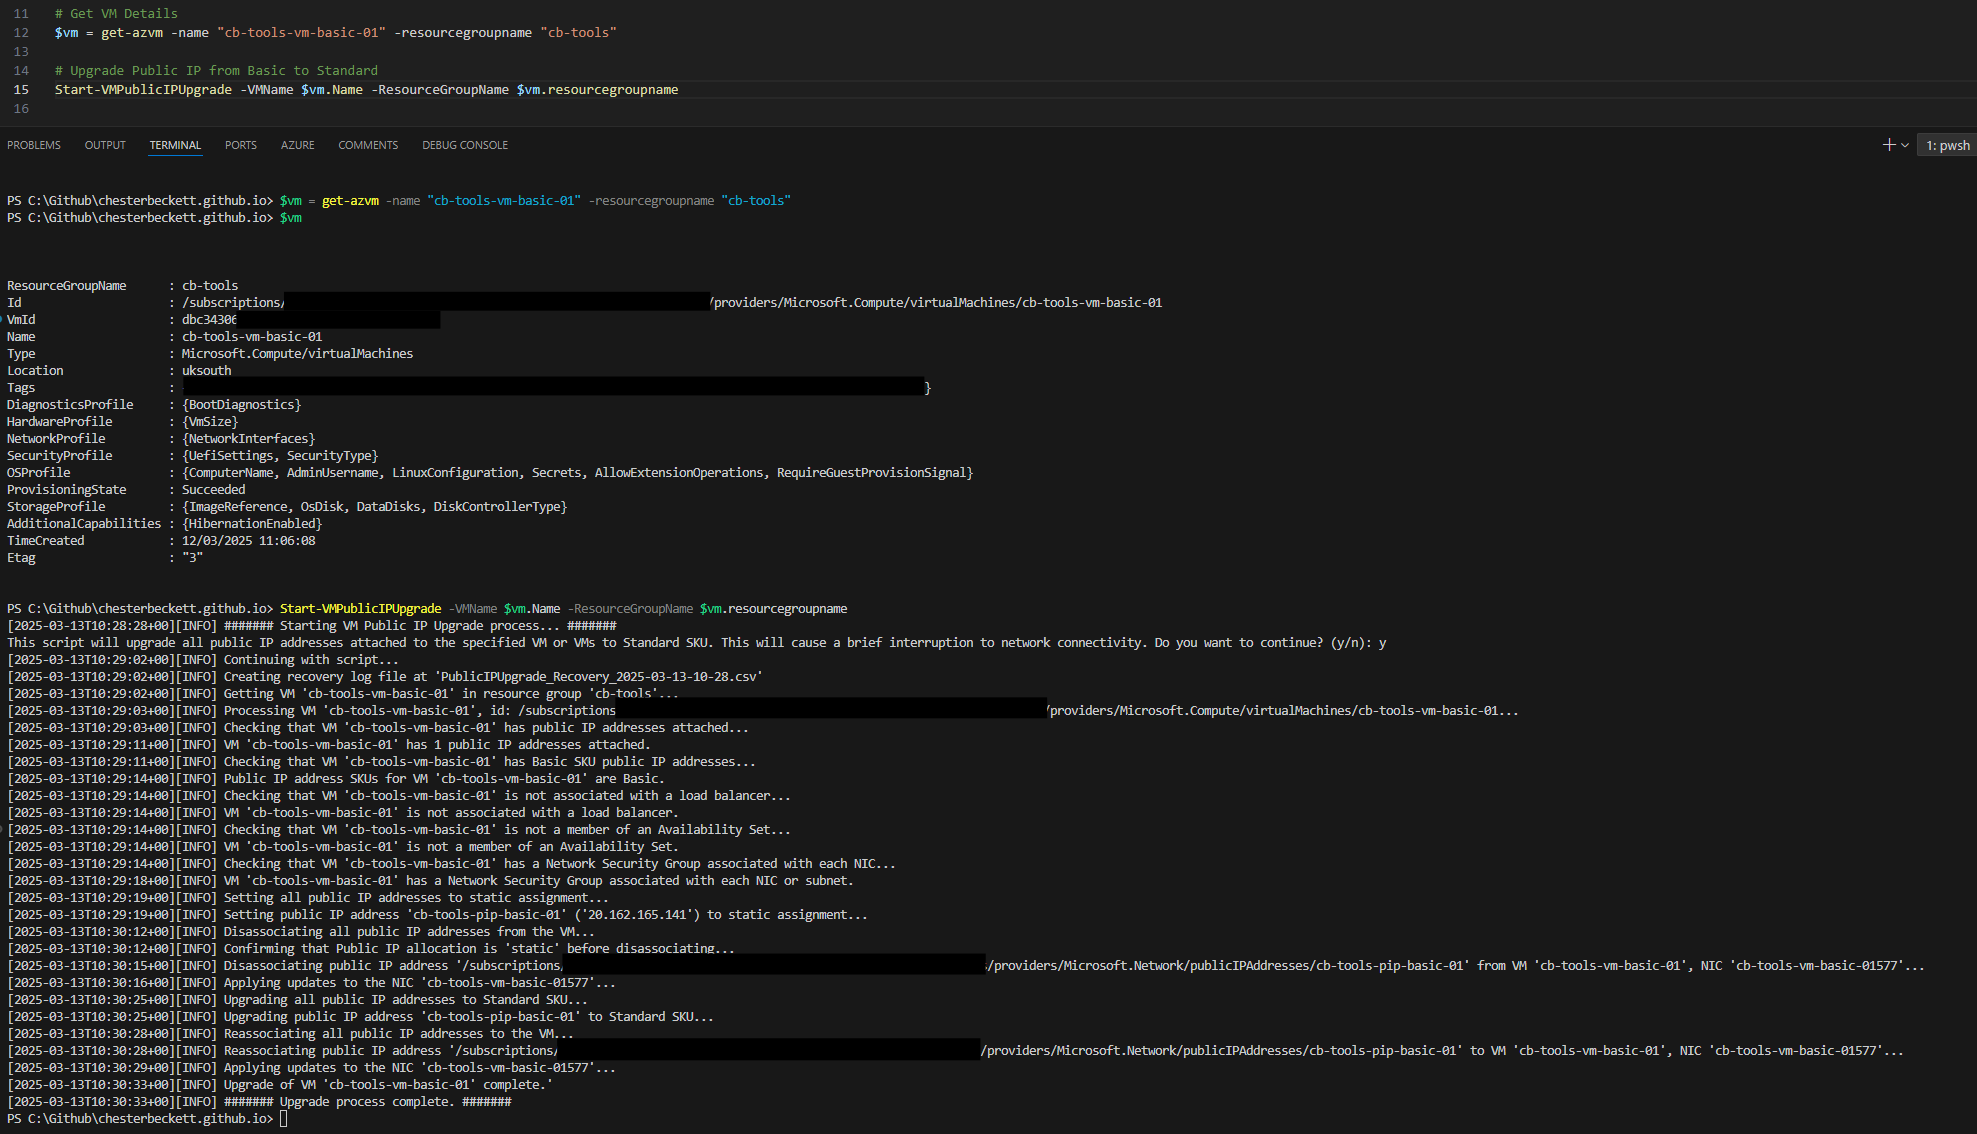 11 # Get VM Details
12 $vm = get-azvm -name "cb-tools-vm-basic-01" -resourcegroupname "cb-tools"
13
14 # Upgrade Public IP from Basic to Standard
15 Start-VMPublicIPUpgrade -VMName $vm.Name -ResourceGroupName $vm.resourcegroupname
16
PROBLEMS OUTPUT TERMINAL PORTS AZURE COMMENTS DEBUG CONSOLE 1: pwsh
PS C:\Github\chesterbeckett.github.io> $vm = get-azvm -name "cb-tools-vm-basic-01" -resourcegroupname "cb-tools"
PS C:\Github\chesterbeckett.github.io> $vm
ResourceGroupName : cb-tools
Id : /subscriptions/ /providers/Microsoft.Compute/virtualMachines/cb-tools-vm-basic-01
VmId : dbc34306
Name : cb-tools-vm-basic-01
Type : Microsoft.Compute/virtualMachines
Location : uksouth
Tags : }
DiagnosticsProfile : {BootDiagnostics}
HardwareProfile : {VmSize}
NetworkProfile : {NetworkInterfaces}
SecurityProfile : {UefiSettings, SecurityType}
OSProfile : {ComputerName, AdminUsername, LinuxConfiguration, Secrets, AllowExtensionOperations, RequireGuestProvisionSignal}
ProvisioningState : Succeeded
StorageProfile : {ImageReference, OsDisk, DataDisks, DiskControllerType}
AdditionalCapabilities : {HibernationEnabled}
TimeCreated : 12/03/2025 11:06:08
Etag : "3"
PS C:\Github\chesterbeckett.github.io> Start-VMPublicIPUpgrade -VMName $vm.Name -ResourceGroupName $vm.resourcegroupname
[2025-03-13T10:28:28+00][INFO] ####### Starting VM Public IP Upgrade process... #######
This script will upgrade all public IP addresses attached to the specified VM or VMs to Standard SKU. This will cause a brief interruption to network connectivity. Do you want to continue? (y/n): y
[2025-03-13T10:29:02+00][INFO] Continuing with script...
[2025-03-13T10:29:02+00][INFO] Creating recovery log file at 'PublicIPUpgrade_Recovery_2025-03-13-10-28.csv'
[2025-03-13T10:29:02+00][INFO] Getting VM 'cb-tools-vm-basic-01' in resource group 'cb-tools'...
[2025-03-13T10:29:03+00][INFO] Processing VM 'cb-tools-vm-basic-01', id: /subscriptions /providers/Microsoft.Compute/virtualMachines/cb-tools-vm-basic-01...
[2025-03-13T10:29:03+00][INFO] Checking that VM 'cb-tools-vm-basic-01' has public IP addresses attached...
[2025-03-13T10:29:11+00][INFO] VM 'cb-tools-vm-basic-01' has 1 public IP addresses attached.
[2025-03-13T10:29:11+00][INFO] Checking that VM 'cb-tools-vm-basic-01' has Basic SKU public IP addresses...
[2025-03-13T10:29:14+00][INFO] Public IP address SKUs for VM 'cb-tools-vm-basic-01' are Basic.
[2025-03-13T10:29:14+00][INFO] Checking that VM 'cb-tools-vm-basic-01' is not associated with a load balancer...
[2025-03-13T10:29:14+00][INFO] VM 'cb-tools-vm-basic-01' is not associated with a load balancer.
[2025-03-13T10:29:14+00][INFO] Checking that VM 'cb-tools-vm-basic-01' is not a member of an Availability Set...
[2025-03-13T10:29:14+00][INFO] VM 'cb-tools-vm-basic-01' is not a member of an Availability Set.
[2025-03-13T10:29:14+00][INFO] Checking that VM 'cb-tools-vm-basic-01' has a Network Security Group associated with each NIC...
[2025-03-13T10:29:18+00][INFO] VM 'cb-tools-vm-basic-01' has a Network Security Group associated with each NIC or subnet.
[2025-03-13T10:29:19+00][INFO] Setting all public IP addresses to static assignment...
[2025-03-13T10:29:19+00][INFO] Setting public IP address 'cb-tools-pip-basic-01' ('20.162.165.141') to static assignment...
[2025-03-13T10:30:12+00][INFO] Disassociating all public IP addresses from the VM...
[2025-03-13T10:30:12+00][INFO] Confirming that Public IP allocation is 'static' before disassociating...
[2025-03-13T10:30:15+00][INFO] Disassociating public IP address '/subscriptions/ /providers/Microsoft.Network/publicIPAddresses/cb-tools-pip-basic-01' from VM 'cb-tools-vm-basic-01', NIC 'cb-tools-vm-basic-01577'...
[2025-03-13T10:30:16+00][INFO] Applying updates to the NIC 'cb-tools-vm-basic-01577'...
[2025-03-13T10:30:25+00][INFO] Upgrading all public IP addresses to Standard SKU...
[2025-03-13T10:30:25+00][INFO] Upgrading public IP address 'cb-tools-pip-basic-01' to Standard SKU...
[2025-03-13T10:30:28+00][INFO] Reassociating all public IP addresses to the VM...
[2025-03-13T10:30:28+00][INFO] Reassociating public IP address '/subscriptions/ /providers/Microsoft.Network/publicIPAddresses/cb-tools-pip-basic-01' to VM 'cb-tools-vm-basic-01', NIC 'cb-tools-vm-basic-01577'...
[2025-03-13T10:30:29+00][INFO] Applying updates to the NIC 'cb-tools-vm-basic-01577'...
[2025-03-13T10:30:33+00][INFO] Upgrade of VM 'cb-tools-vm-basic-01' complete.'
[2025-03-13T10:30:33+00][INFO] ####### Upgrade process complete. #######
PS C:\Github\chesterbeckett.github.io>